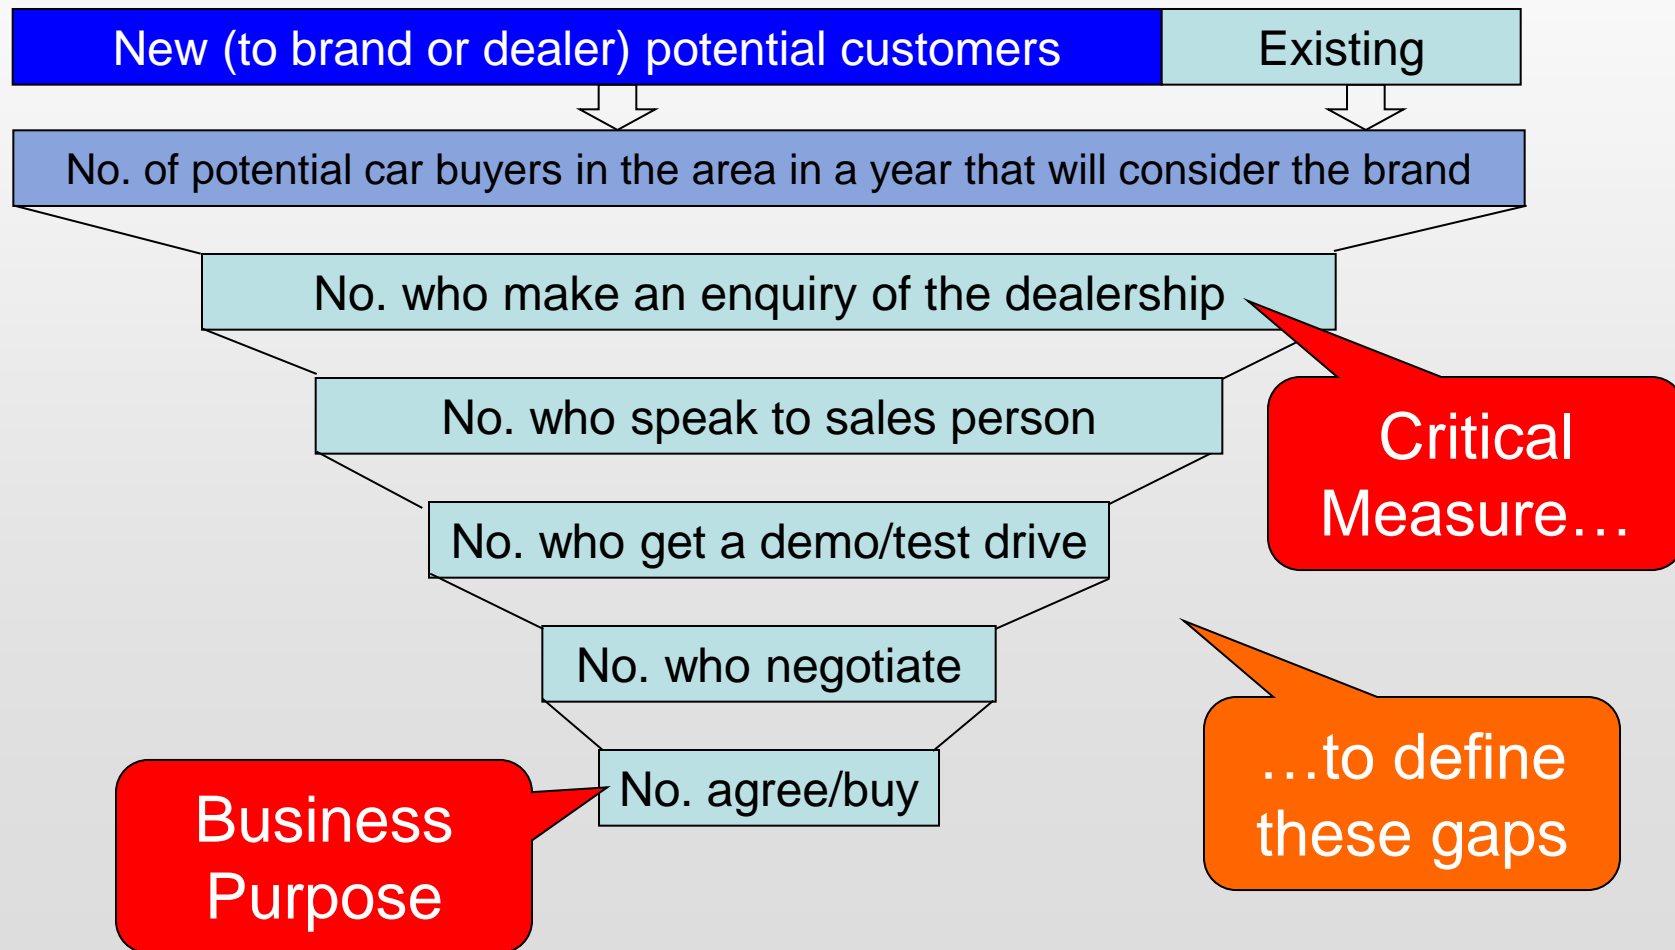 New (to brand or dealer) potential customers
Existing
No. of potential car buyers in the area in a year that will consider the brand
No. who make an enquiry of the dealership
No. who speak to sales person
Critical
Measure…
No. who get a demo/test drive
No. who negotiate
…to define
these gaps
No. agree/buy
Business
Purpose